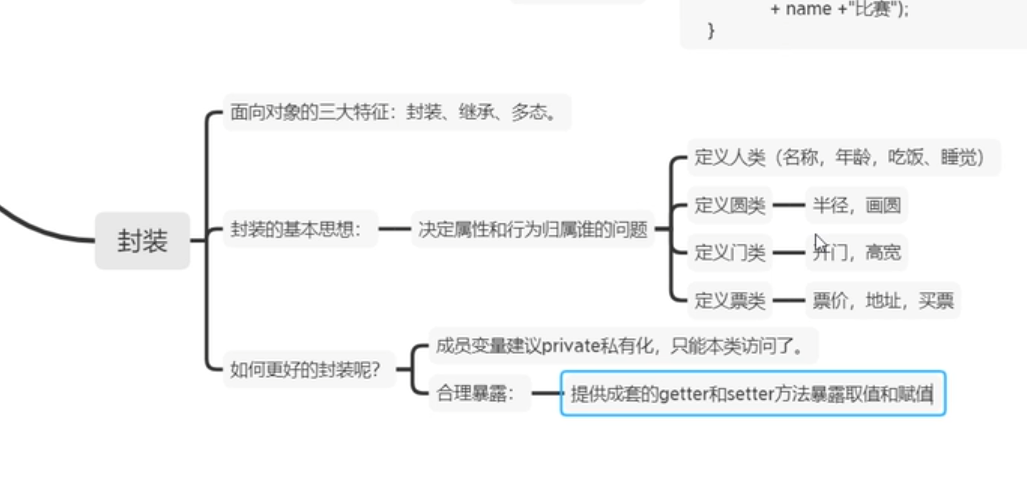 + name +"比赛");
}
面向对象的三大特征：封装、继承、多态。
定义人类（名称，年龄，吃饭、睡觉）
定义圆类
半径，画圆
封装
封装的基本思想：
决定属性和行为归属谁的问题
定义门类
开门，高宽
定义票类
票价，地址，买票
成员变量建议private私有化，只能本类访问了。
如何更好的封装呢？
合理暴露：
提供成套的getter和setter方法暴露取值和赋值